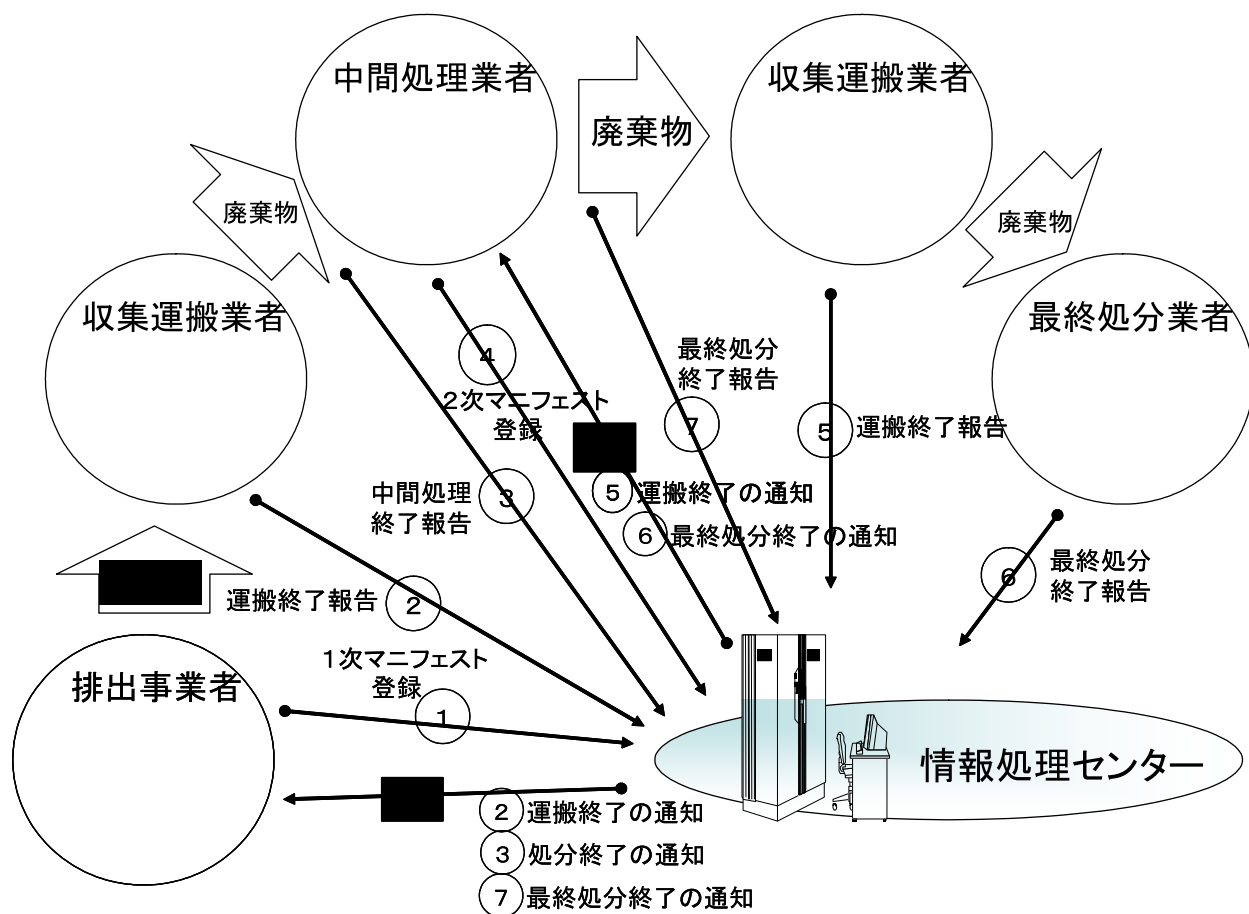 中間処理業者
収集運搬業者
廃棄物
廃棄物
廃棄物
収集運搬業者
最終処分業者
④
2次マニフェスト
登録
最終処分
終了報告
⑦
⑤
運搬終了報告
中間処理
終了報告
③
⑤ 運搬終了の通知
⑥ 最終処分終了の通知
⑥
最終処分
終了報告
運搬終了報告 ②
排出事業者
1次マニフェスト
登録
①
情報処理センター
② 運搬終了の通知
③ 処分終了の通知
⑦ 最終処分終了の通知